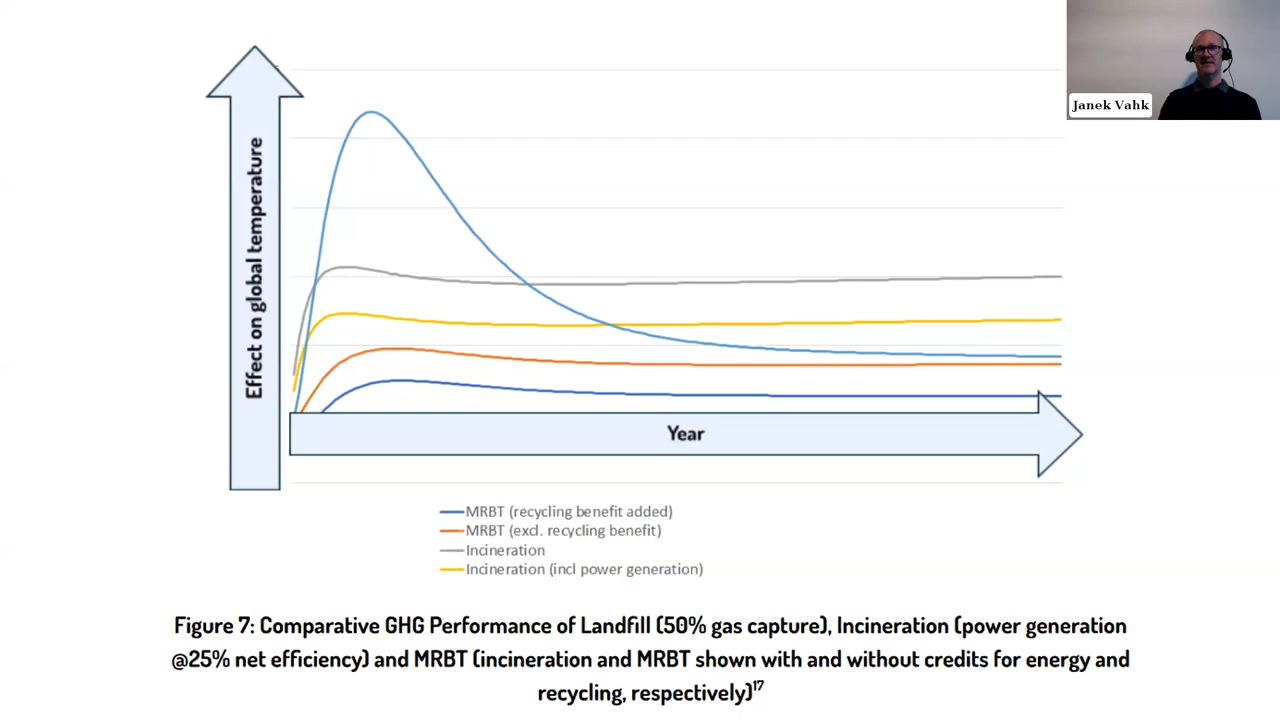 Janek Vahk
Effect on global temperature
Year
MRBT (recycling benefit added)
MRBT (excl. recycling benefit)
Incineration
Incineration (incl power generation)
Figure 7: Comparative GHG Performance of Landfill (50% gas capture), Incineration (power generation
@25% net efficiency) and MRBT (incineration and MRBT shown with and without credits for energy and
recycling, respectively)17